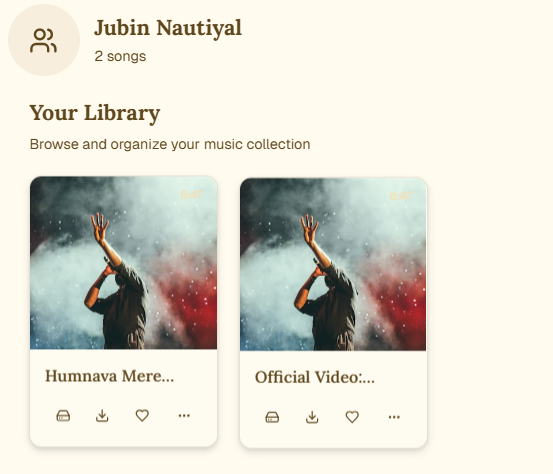 Jubin Nautiyal
2 songs
Your Library
Browse and organize your music collection
Humnava Mere...
Official Video:...